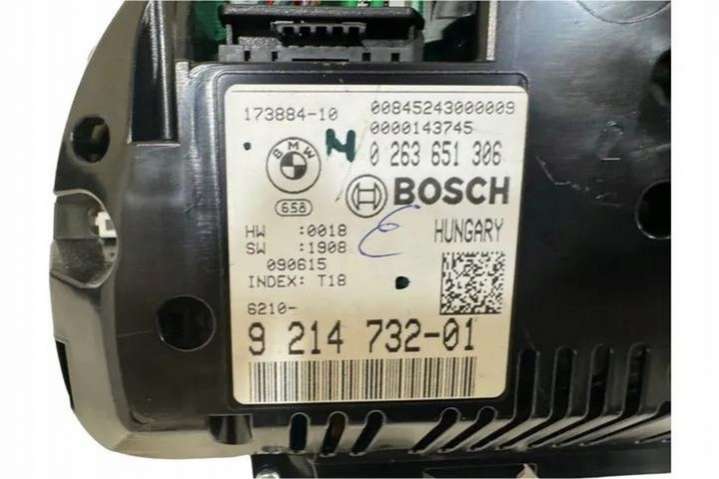 173884-10 00845243000009
0000143745
BMW N 0 263 651 306
658 BOSCH
HW :0018 E HUNGARY
SW :1908
090615
INDEX: T18
6210-
9 214 732-01